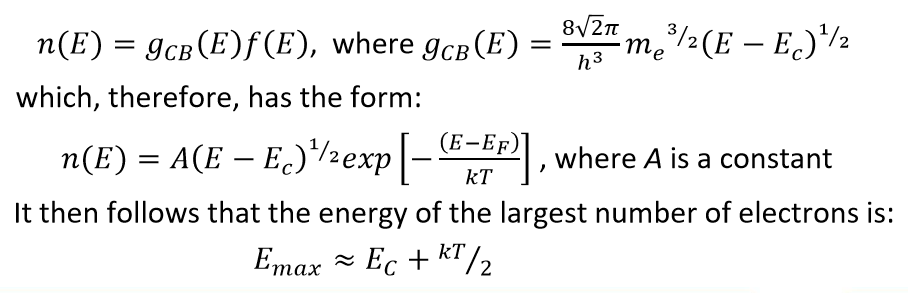 n(E) = g_CB(E)f(E), where g_CB(E) = 8√2π/h³ mₑ^3/2(E − E_c)^1/2
which, therefore, has the form:
n(E) = A(E − E_c)^1/2 exp[−(E−E_F)/kT], where A is a constant
It then follows that the energy of the largest number of electrons is:
E_max ≈ E_C + kT/2